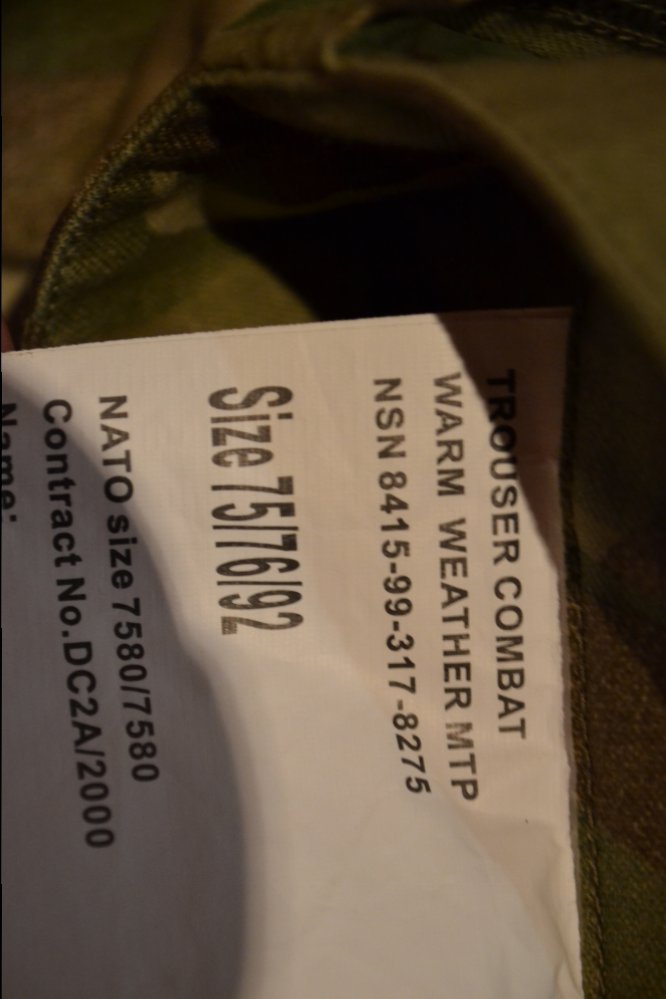 TROUSER COMBAT
WARM WEATHER MTP
NSN 8415-99-317-8275
Size 75/76/92
NATO size 7580/7580
Contract No.DC2A/2000
Name: